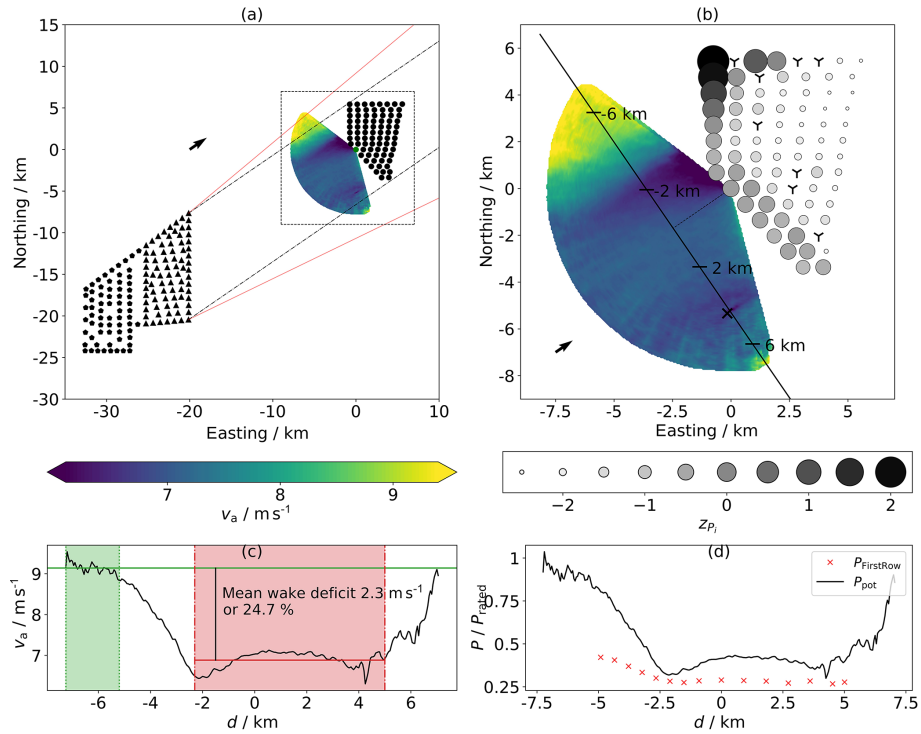 (a)
15
10
5
0
-5
-10
-15
-20
-25
-30
Northing / km
-30
-20
-10
0
10
Easting / km
(b)
6
4
2
0
-2
-4
-6
-8
Northing / km
-6 km
-2 km
2 km
6 km
-7.5
-5
-2.5
0
2.5
5
Easting / km
7
8
9
vₐ / m s⁻¹
−2
−1
0
1
2
z_{P_i}
(c)
9
8
7
vₐ / m s⁻¹
Mean wake deficit 2.3 m s⁻¹
or 24.7 %
-6
-4
-2
0
2
4
6
d / km
(d)
1
0.75
0.5
0.25
P / P_rated
P_FirstRow
P_pot
-7.5
-5
-2.5
0
2.5
5
7.5
d / km